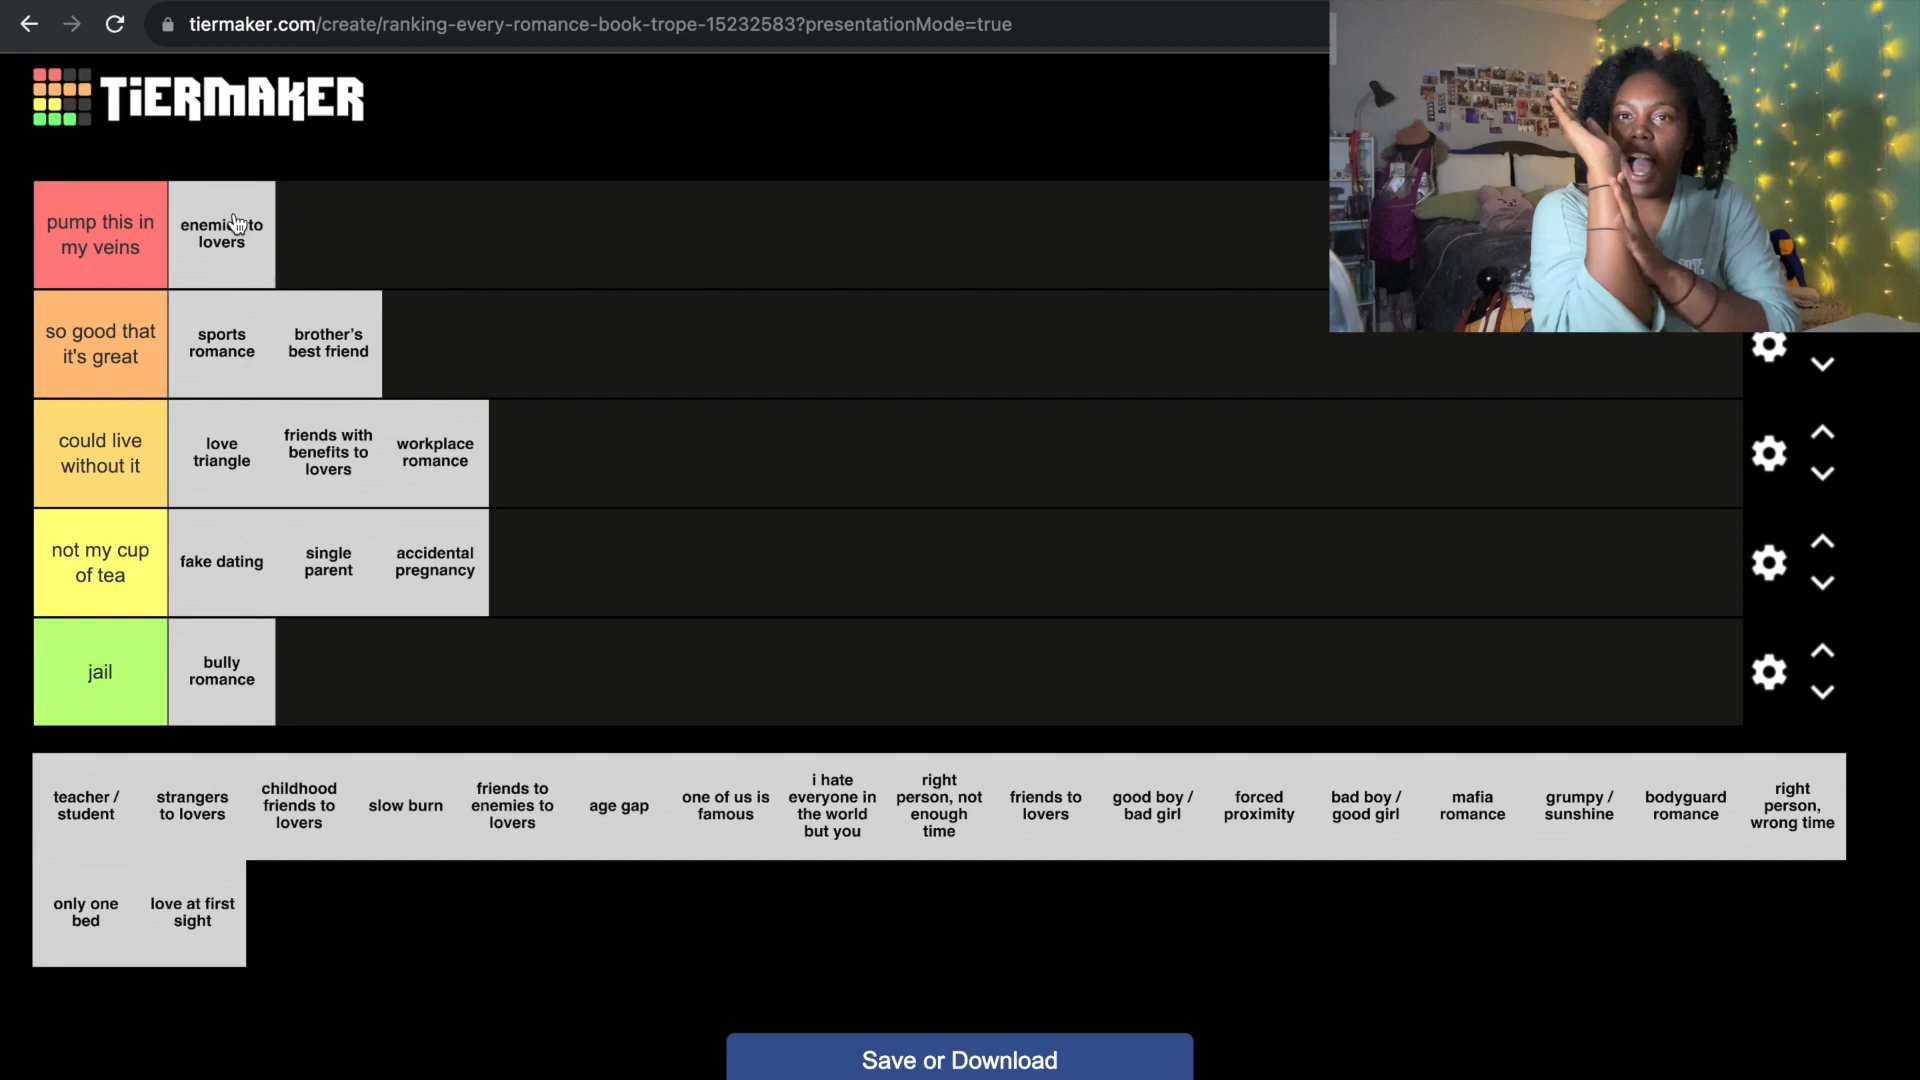 tiermaker.com/create/ranking-every-romance-book-trope-15232583?presentationMode=true
TiERMAKER
pump this in
my veins
enemies to
lovers
so good that
it's great
sports
romance
brother's
best friend
could live
without it
love
triangle
friends with
benefits to
lovers
workplace
romance
not my cup
of tea
fake dating
single
parent
accidental
pregnancy
jail
bully
romance
teacher /
student
strangers
to lovers
childhood
friends to
lovers
slow burn
friends to
enemies to
lovers
age gap
one of us is
famous
i hate
everyone in
the world
but you
right
person, not
enough
time
friends to
lovers
good boy /
bad girl
forced
proximity
bad boy /
good girl
mafia
romance
grumpy /
sunshine
bodyguard
romance
right
person,
wrong time
only one
bed
love at first
sight
Save or Download